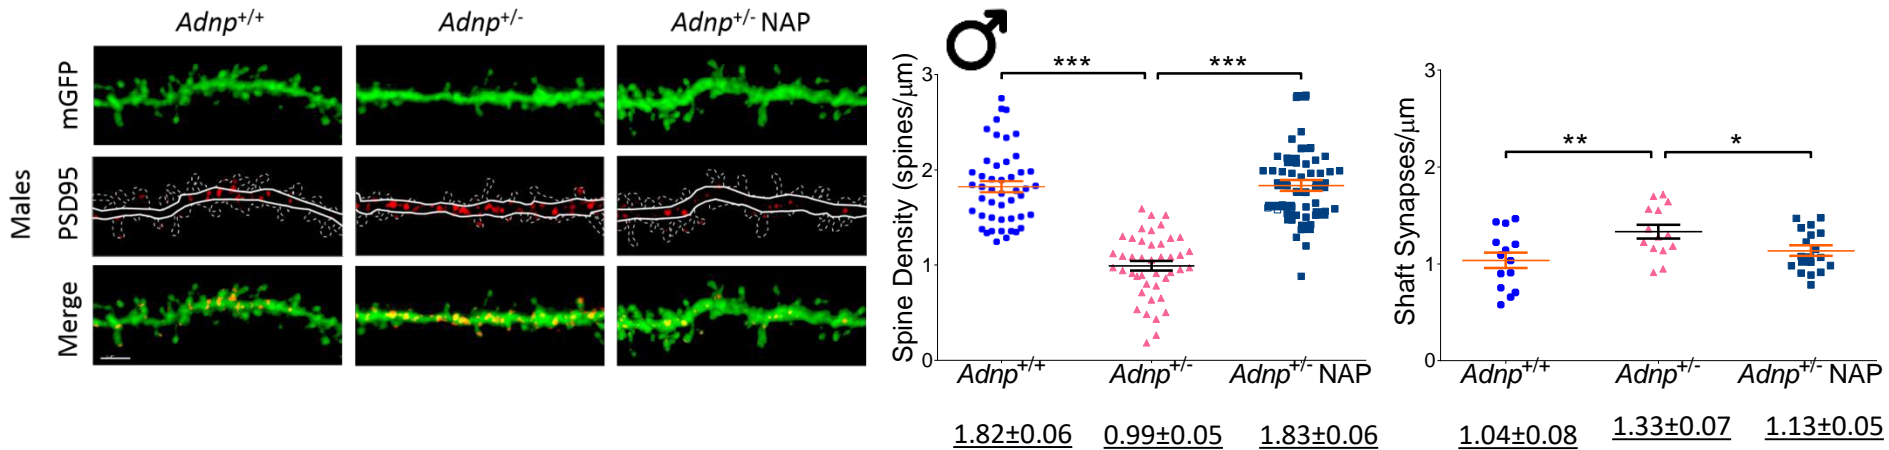 Adnp+/+ Adnp+/- Adnp+/- NAP
Males
mGFP
PSD95
Merge
Spine Density (spines/μm)
3
2
1
0
*** ***
Adnp+/+ Adnp+/- Adnp+/- NAP
1.82±0.06 0.99±0.05 1.83±0.06
Shaft Synapses/μm
3
2
1
0
** *
Adnp+/+ Adnp+/- Adnp+/- NAP
1.04±0.08 1.33±0.07 1.13±0.05